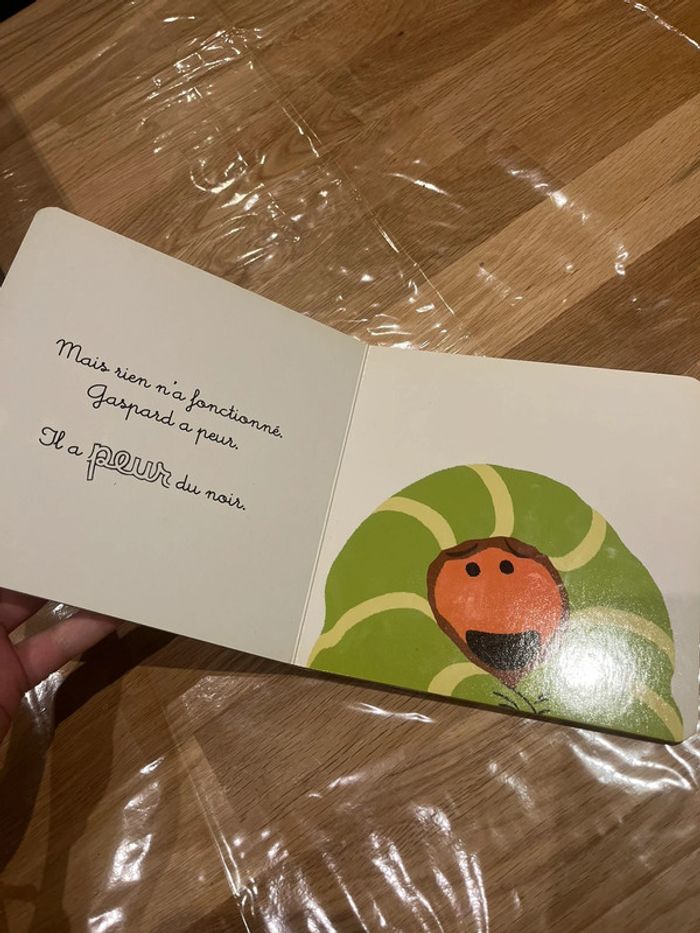 Mais rien n'a fonctionné.
Gaspard a peur.
Il a peur du noir.